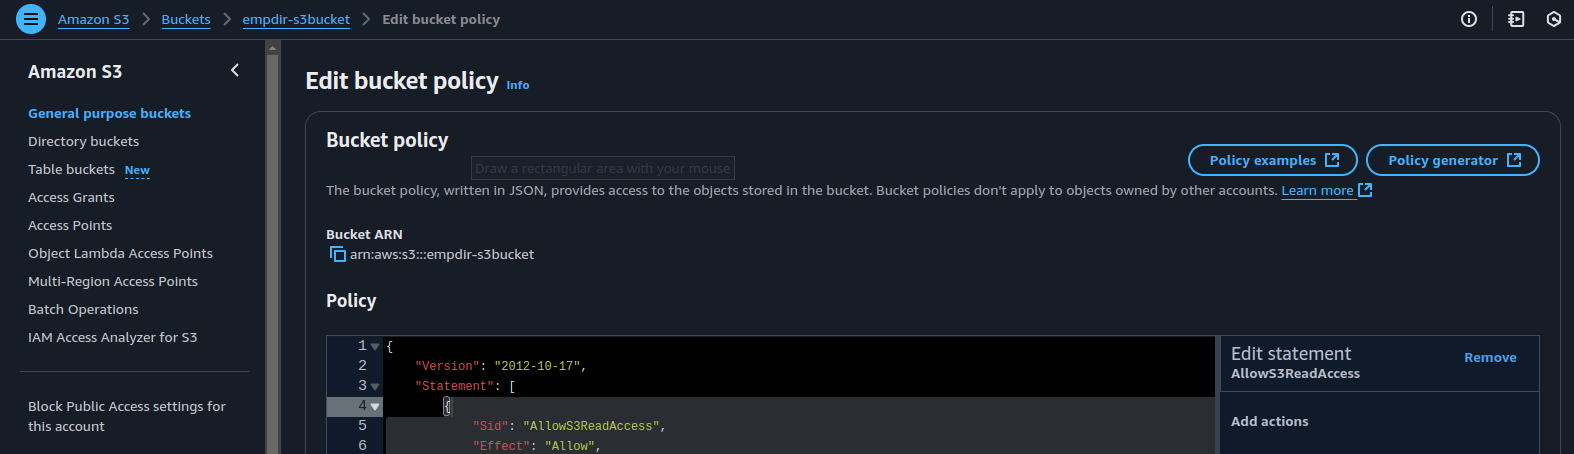 Amazon S3 > Buckets > empdir-s3bucket > Edit bucket policy
Amazon S3
General purpose buckets
Directory buckets
Table buckets New
Access Grants
Access Points
Object Lambda Access Points
Multi-Region Access Points
Batch Operations
IAM Access Analyzer for S3
Block Public Access settings for
this account
Edit bucket policy Info
Bucket policy
Draw a rectangular area with your mouse
Policy examples
Policy generator
The bucket policy, written in JSON, provides access to the objects stored in the bucket. Bucket policies don't apply to objects owned by other accounts. Learn more
Bucket ARN
arn:aws:s3:::empdir-s3bucket
Policy
1 {
2 "Version": "2012-10-17",
3 "Statement": [
4 {
5 "Sid": "AllowS3ReadAccess",
6 "Effect": "Allow",
Edit statement Remove
AllowS3ReadAccess
Add actions